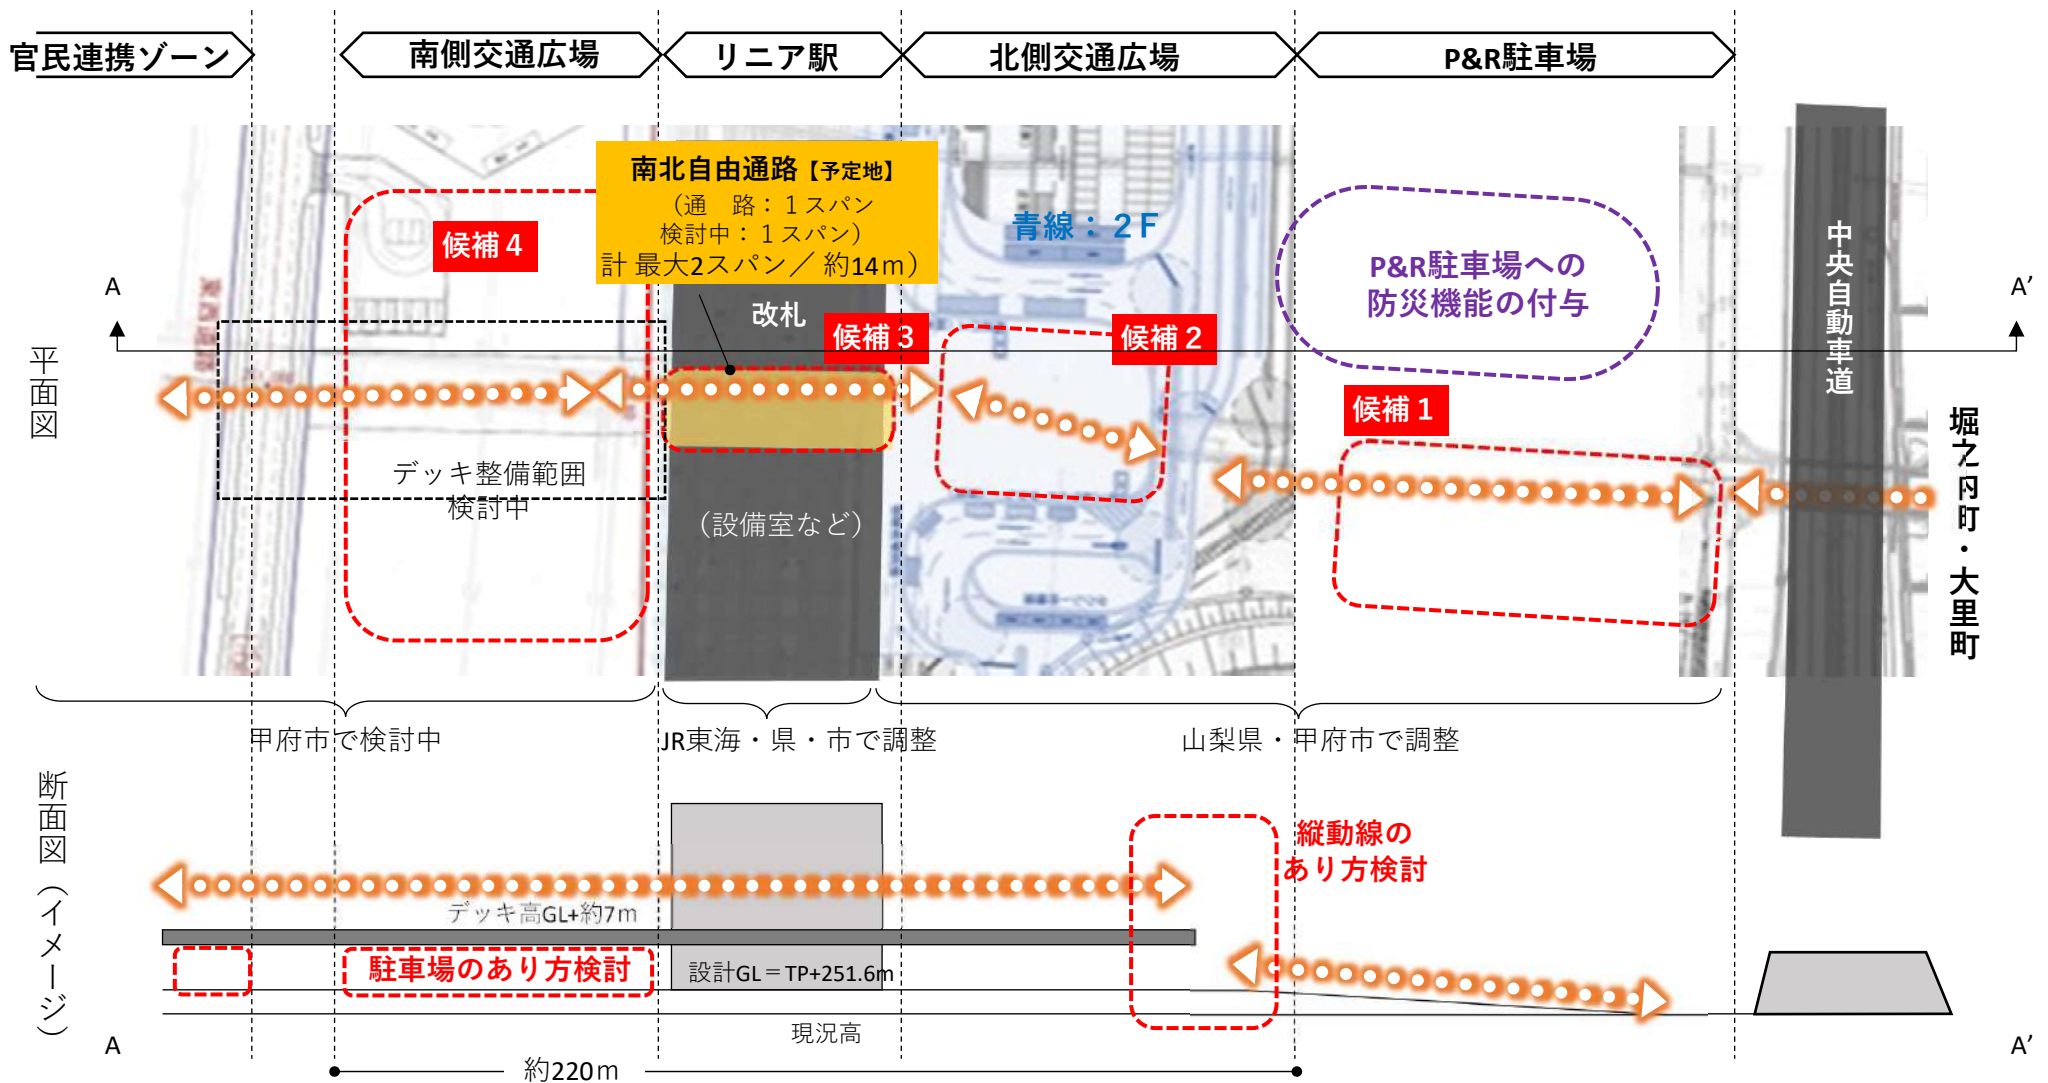 官民連携ゾーン
南側交通広場
リニア駅
北側交通広場
P&R駐車場
南北自由通路【予定地】
（通　路：１スパン
検討中：１スパン）
計 最大2スパン／ 約14ｍ）
候補４
青線：２F
P&R駐車場への
防災機能の付与
中央自動車道
A
A’
改札
候補３
候補２
候補１
平面図
デッキ整備範囲
検討中
（設備室など）
堀之内町・大里町
甲府市で検討中
JR東海・県・市で調整
山梨県・甲府市で調整
断面図（イメージ）
縦動線の
あり方検討
デッキ高GL+約7ｍ
駐車場のあり方検討
設計GL＝TP+251.6m
現況高
A
A’
約220ｍ